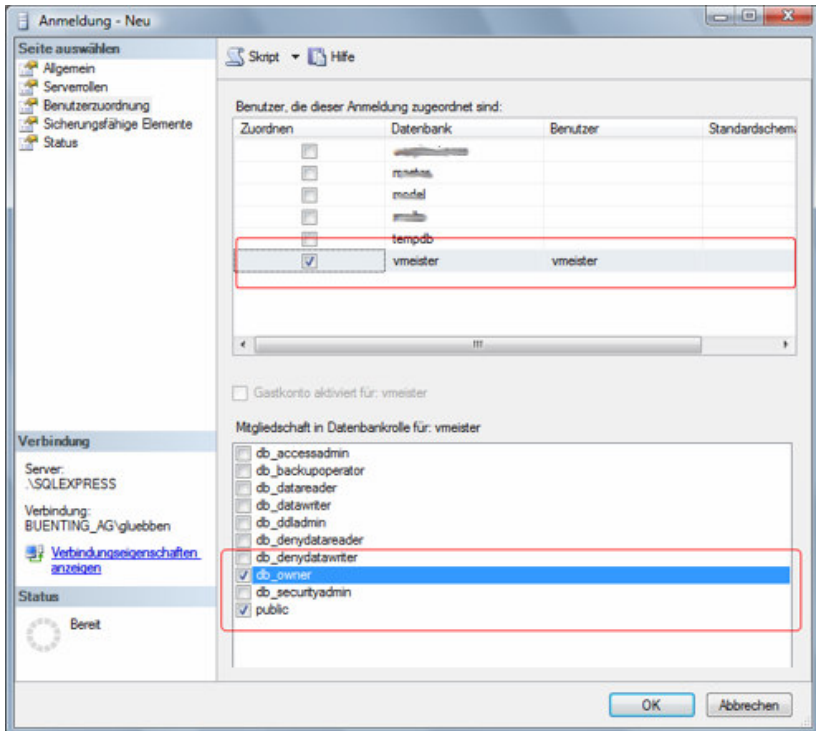 Anmeldung - Neu
Seite auswählen
Allgemein
Serverrollen
Benutzerzuordnung
Sicherungsfähige Elemente
Status
Skript Hilfe
Benutzer, die dieser Anmeldung zugeordnet sind:
Zuordnen Datenbank Benutzer Standardschema
model
tempdb
vmeister vmeister
Gastkonto aktiviert für: vmeister
Mitgliedschaft in Datenbankrolle für: vmeister
db_accessadmin
db_backupoperator
db_datareader
db_datawriter
db_ddladmin
db_denydatareader
db_denydatawriter
db_owner
db_securityadmin
public
Verbindung
Server:
.\SQLEXPRESS
Verbindung:
BUENTING_AG\gluebben
Verbindungseigenschaften
anzeigen
Status
Bereit
OK Abbrechen